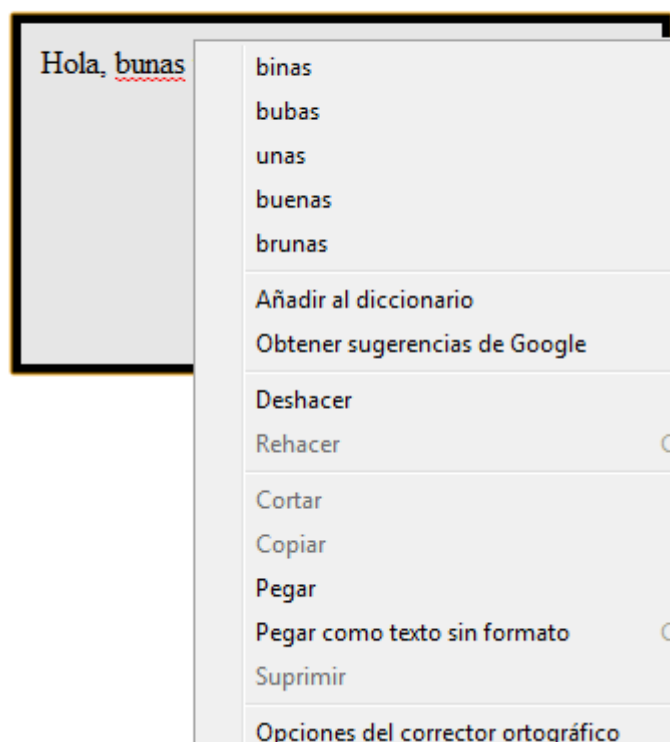 Hola, bunas
binas
bubas
unas
buenas
brunas
Añadir al diccionario
Obtener sugerencias de Google
Deshacer
Rehacer
Cortar
Copiar
Pegar
Pegar como texto sin formato
Suprimir
Opciones del corrector ortográfico